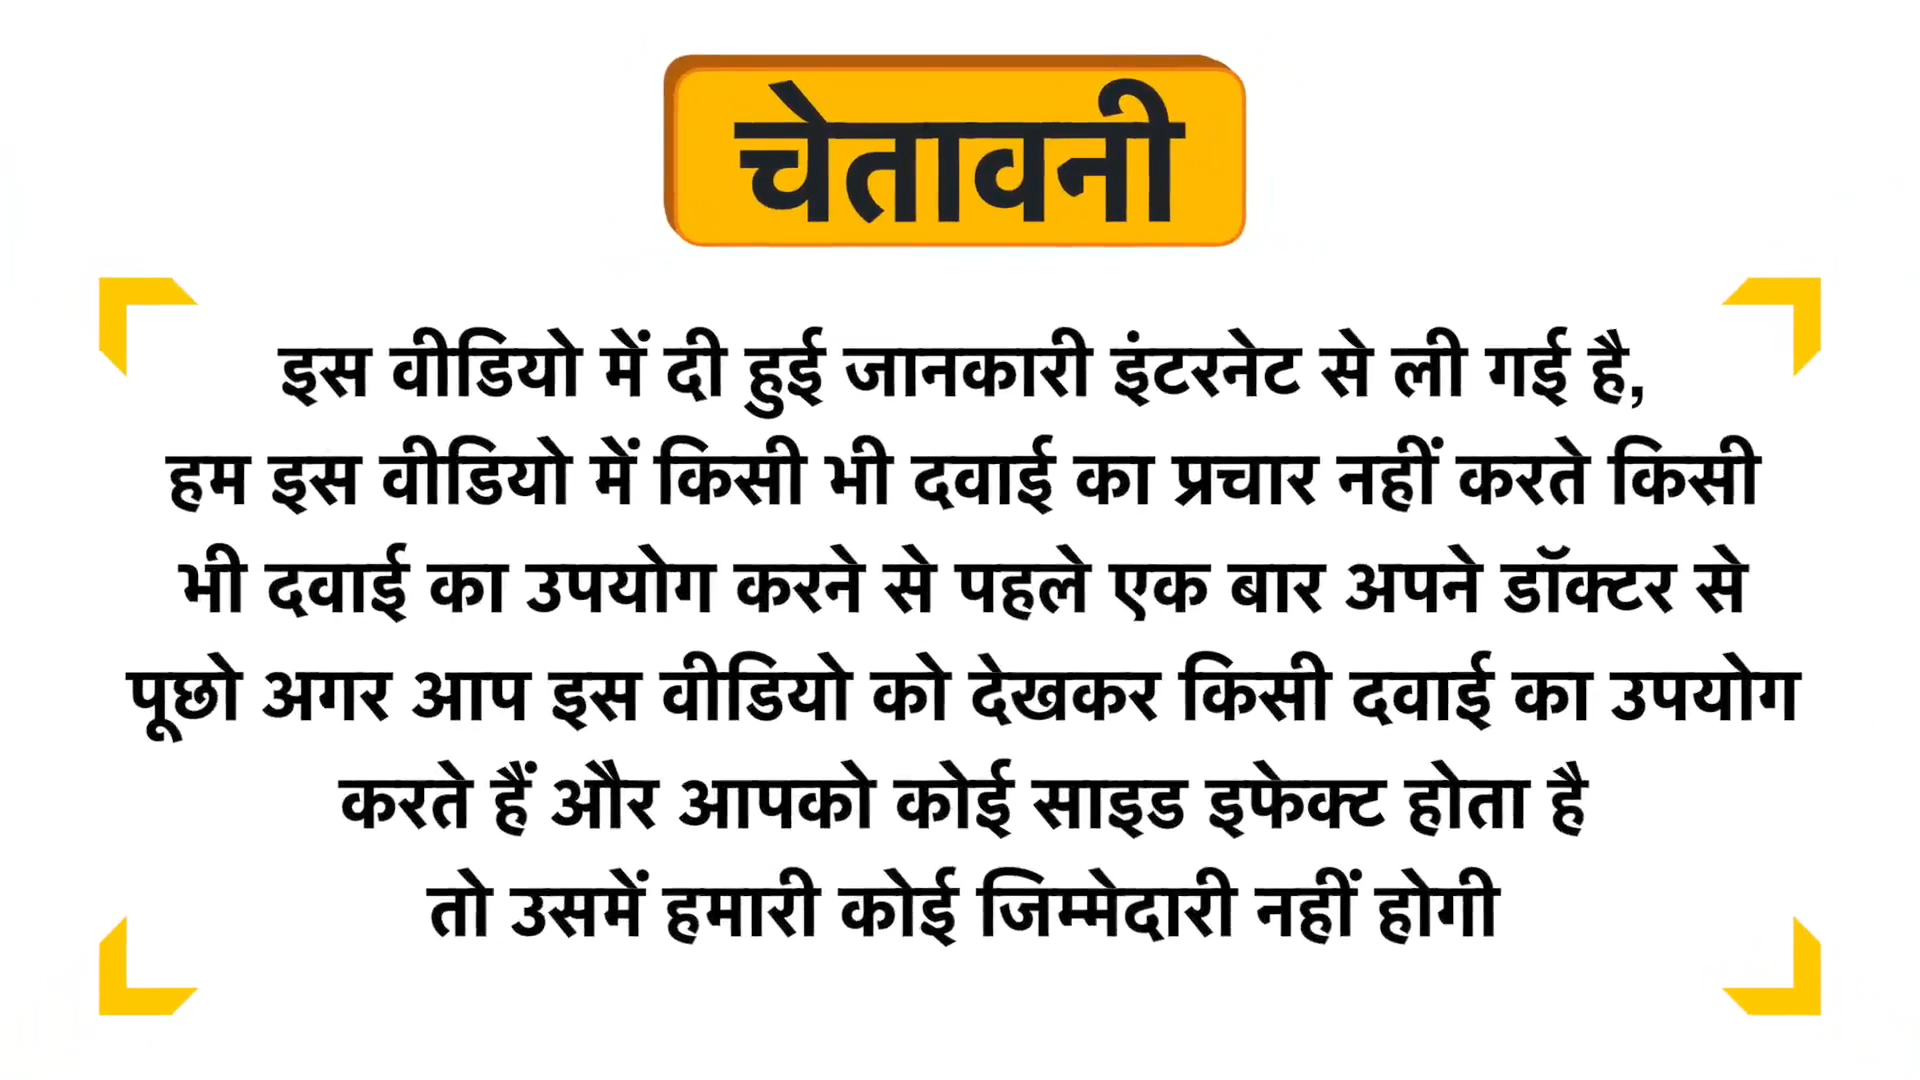 चेतावनी
इस वीडियो में दी हुई जानकारी इंटरनेट से ली गई है,
हम इस वीडियो में किसी भी दवाई का प्रचार नहीं करते किसी
भी दवाई का उपयोग करने से पहले एक बार अपने डॉक्टर से
पूछो अगर आप इस वीडियो को देखकर किसी दवाई का उपयोग
करते हैं और आपको कोई साइड इफेक्ट होता है
तो उसमें हमारी कोई जिम्मेदारी नहीं होगी